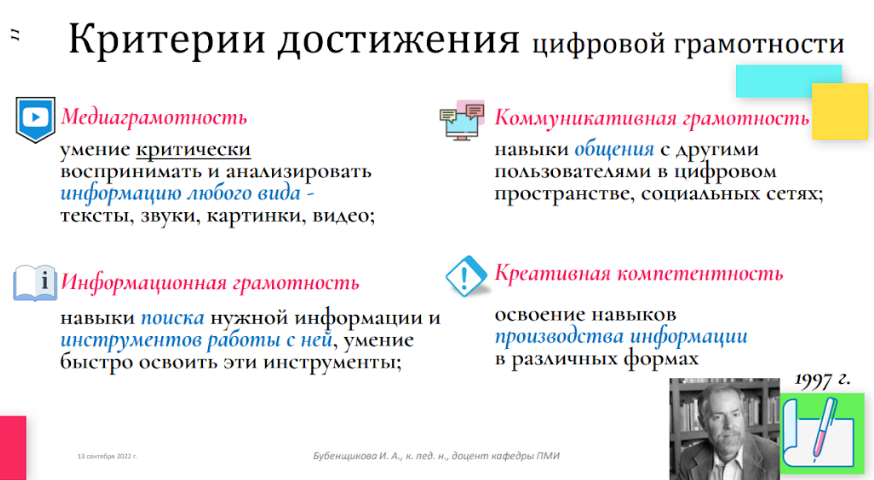 11
Критерии достижения цифровой грамотности
Медиаграмотность
умение критически
воспринимать и анализировать
информацию любого вида -
тексты, звуки, картинки, видео;
Коммуникативная грамотность
навыки общения с другими
пользователями в цифровом
пространстве, социальных сетях;
Информационная грамотность
навыки поиска нужной информации и
инструментов работы с ней, умение
быстро освоить эти инструменты;
Креативная компетентность
освоение навыков
производства информации
в различных формах
1997 г.
13 сентября 2022 г.
Бубенщикова И. А., к. пед. н., доцент кафедры ПМИ